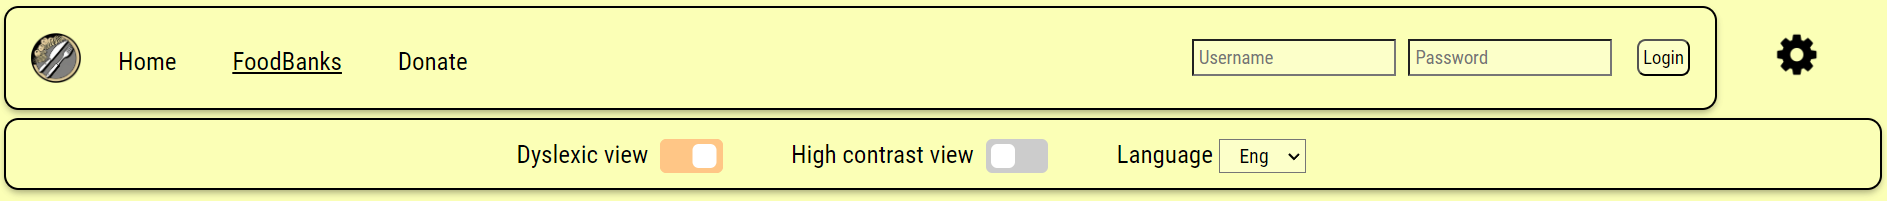 Home FoodBanks Donate Username Password Login
Dyslexic view High contrast view Language Eng